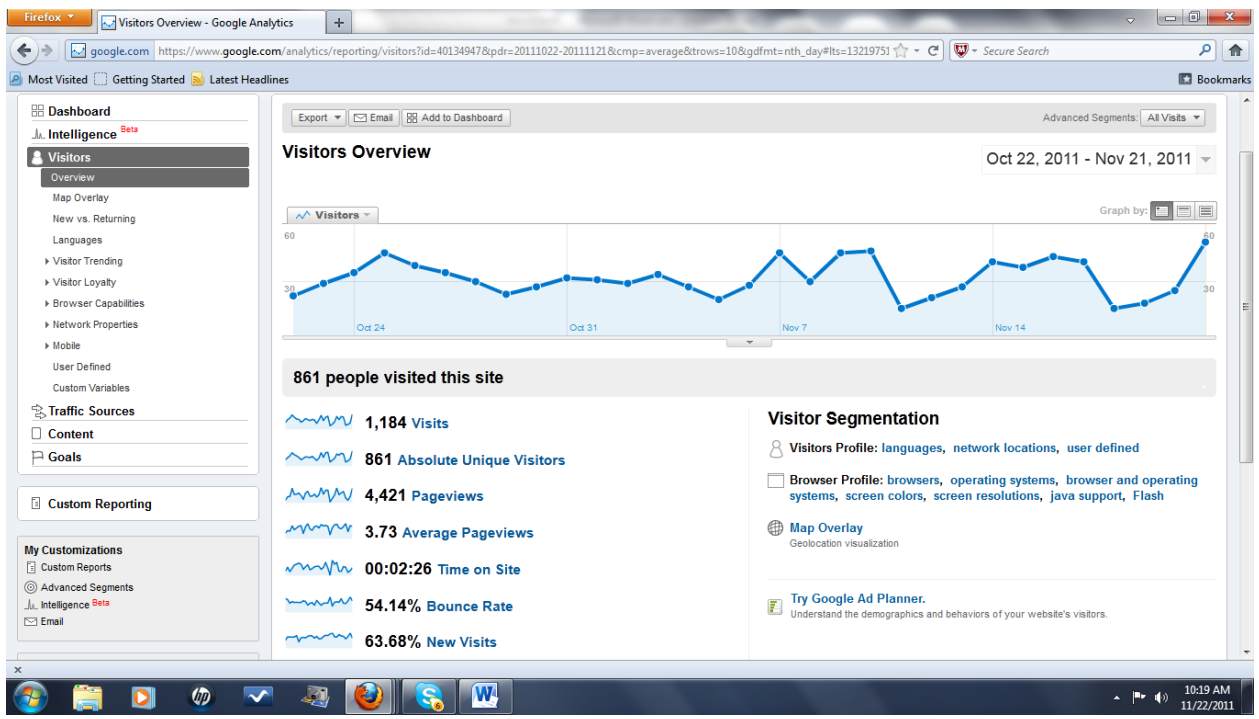 Firefox
Visitors Overview - Google Analytics
google.com https://www.google.com/analytics/reporting/visitors?id=40134947&pdr=20111022-20111121&cmp=average&trows=10&gdfmt=nth_day#lts=13219751
Secure Search
Most Visited Getting Started Latest Headlines Bookmarks
Dashboard
Intelligence Beta
Visitors
Overview
Map Overlay
New vs. Returning
Languages
Visitor Trending
Visitor Loyalty
Browser Capabilities
Network Properties
Mobile
User Defined
Custom Variables
Traffic Sources
Content
Goals
Custom Reporting
My Customizations
Custom Reports
Advanced Segments
Intelligence Beta
Email
Export Email Add to Dashboard Advanced Segments: All Visits
Visitors Overview
Oct 22, 2011 - Nov 21, 2011
Visitors Graph by:
60 60
30 30
Oct 24 Oct 31 Nov 7 Nov 14
861 people visited this site
1,184 Visits
861 Absolute Unique Visitors
4,421 Pageviews
3.73 Average Pageviews
00:02:26 Time on Site
54.14% Bounce Rate
63.68% New Visits
Visitor Segmentation
Visitors Profile: languages, network locations, user defined
Browser Profile: browsers, operating systems, browser and operating
systems, screen colors, screen resolutions, java support, Flash
Map Overlay
Geolocation visualization
Try Google Ad Planner.
Understand the demographics and behaviors of your website's visitors.
hp
S 6
W
10:19 AM
11/22/2011